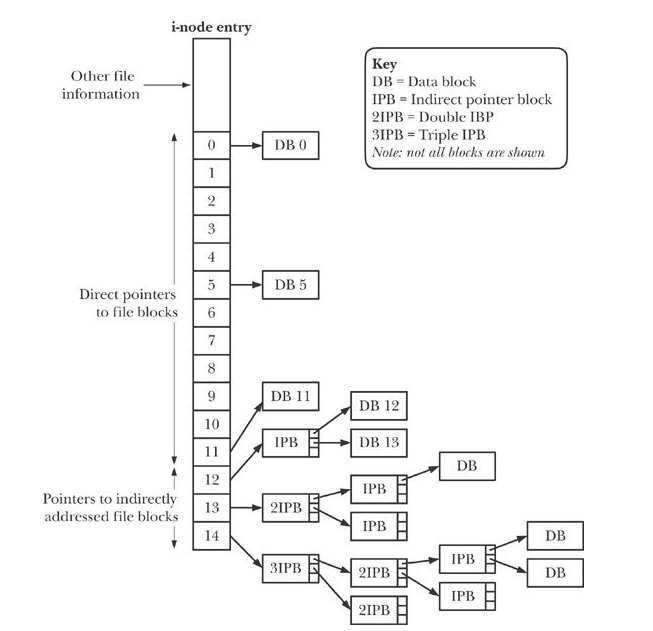 i-node entry
Other file
information
Key
DB = Data block
IPB = Indirect pointer block
2IPB = Double IBP
3IPB = Triple IPB
Note: not all blocks are shown
0
DB 0
1
2
3
4
5
DB 5
Direct pointers
to file blocks
6
7
8
9
DB 11
DB 12
10
11
IPB
DB 13
12
DB
Pointers to indirectly
addressed file blocks
13
2IPB
IPB
IPB
14
DB
3IPB
2IPB
IPB
DB
2IPB
IPB